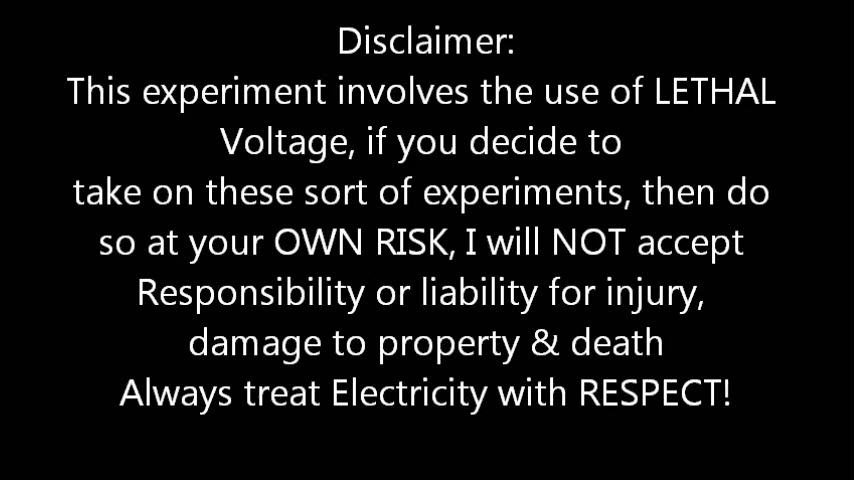 Disclaimer:
This experiment involves the use of LETHAL
Voltage, if you decide to
take on these sort of experiments, then do
so at your OWN RISK, I will NOT accept
Responsibility or liability for injury,
damage to property & death
Always treat Electricity with RESPECT!